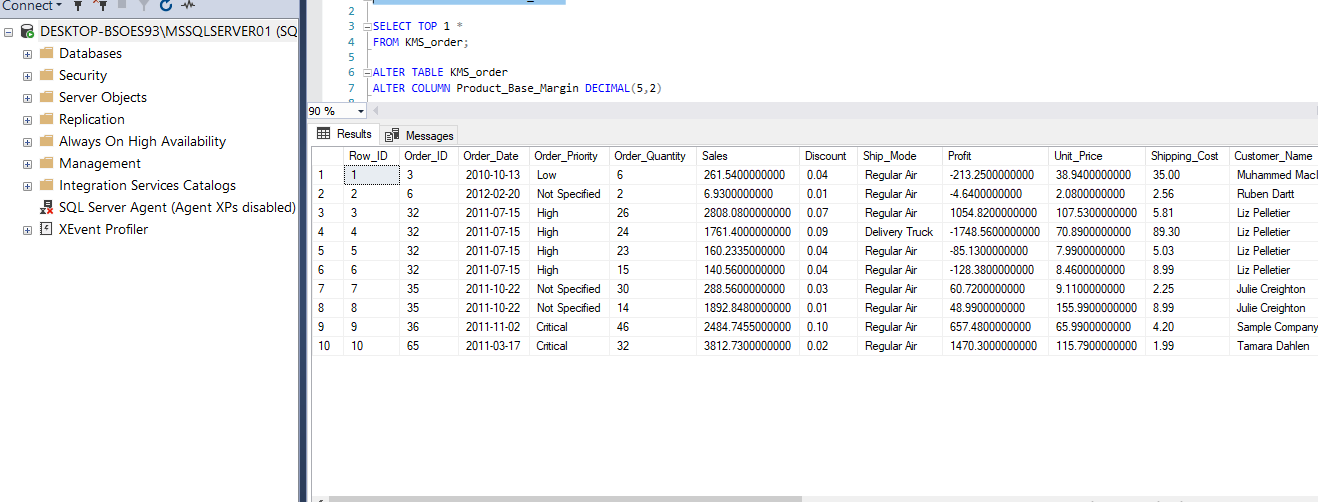 Connect
DESKTOP-BSOES93\MSSQLSERVER01 (SQ
Databases
Security
Server Objects
Replication
Always On High Availability
Management
Integration Services Catalogs
SQL Server Agent (Agent XPs disabled)
XEvent Profiler
2
3 SELECT TOP 1 *
4 FROM KMS_order;
5
6 ALTER TABLE KMS_order
7 ALTER COLUMN Product_Base_Margin DECIMAL(5,2)
90 %
Results Messages
Row_ID Order_ID Order_Date Order_Priority Order_Quantity Sales Discount Ship_Mode Profit Unit_Price Shipping_Cost Customer_Name
1 1 3 2010-10-13 Low 6 261.5400000000 0.04 Regular Air -213.2500000000 38.9400000000 35.00 Muhammed Mac
2 2 6 2012-02-20 Not Specified 2 6.9300000000 0.01 Regular Air -4.6400000000 2.0800000000 2.56 Ruben Dartt
3 3 32 2011-07-15 High 26 2808.0800000000 0.07 Regular Air 1054.8200000000 107.5300000000 5.81 Liz Pelletier
4 4 32 2011-07-15 High 24 1761.4000000000 0.09 Delivery Truck -1748.5600000000 70.8900000000 89.30 Liz Pelletier
5 5 32 2011-07-15 High 23 160.2335000000 0.04 Regular Air -85.1300000000 7.9900000000 5.03 Liz Pelletier
6 6 32 2011-07-15 High 15 140.5600000000 0.04 Regular Air -128.3800000000 8.4600000000 8.99 Liz Pelletier
7 7 35 2011-10-22 Not Specified 30 288.5600000000 0.03 Regular Air 60.7200000000 9.1100000000 2.25 Julie Creighton
8 8 35 2011-10-22 Not Specified 14 1892.8480000000 0.01 Regular Air 48.9900000000 155.9900000000 8.99 Julie Creighton
9 9 36 2011-11-02 Critical 46 2484.7455000000 0.10 Regular Air 657.4800000000 65.9900000000 4.20 Sample Company
10 10 65 2011-03-17 Critical 32 3812.7300000000 0.02 Regular Air 1470.3000000000 115.7900000000 1.99 Tamara Dahlen